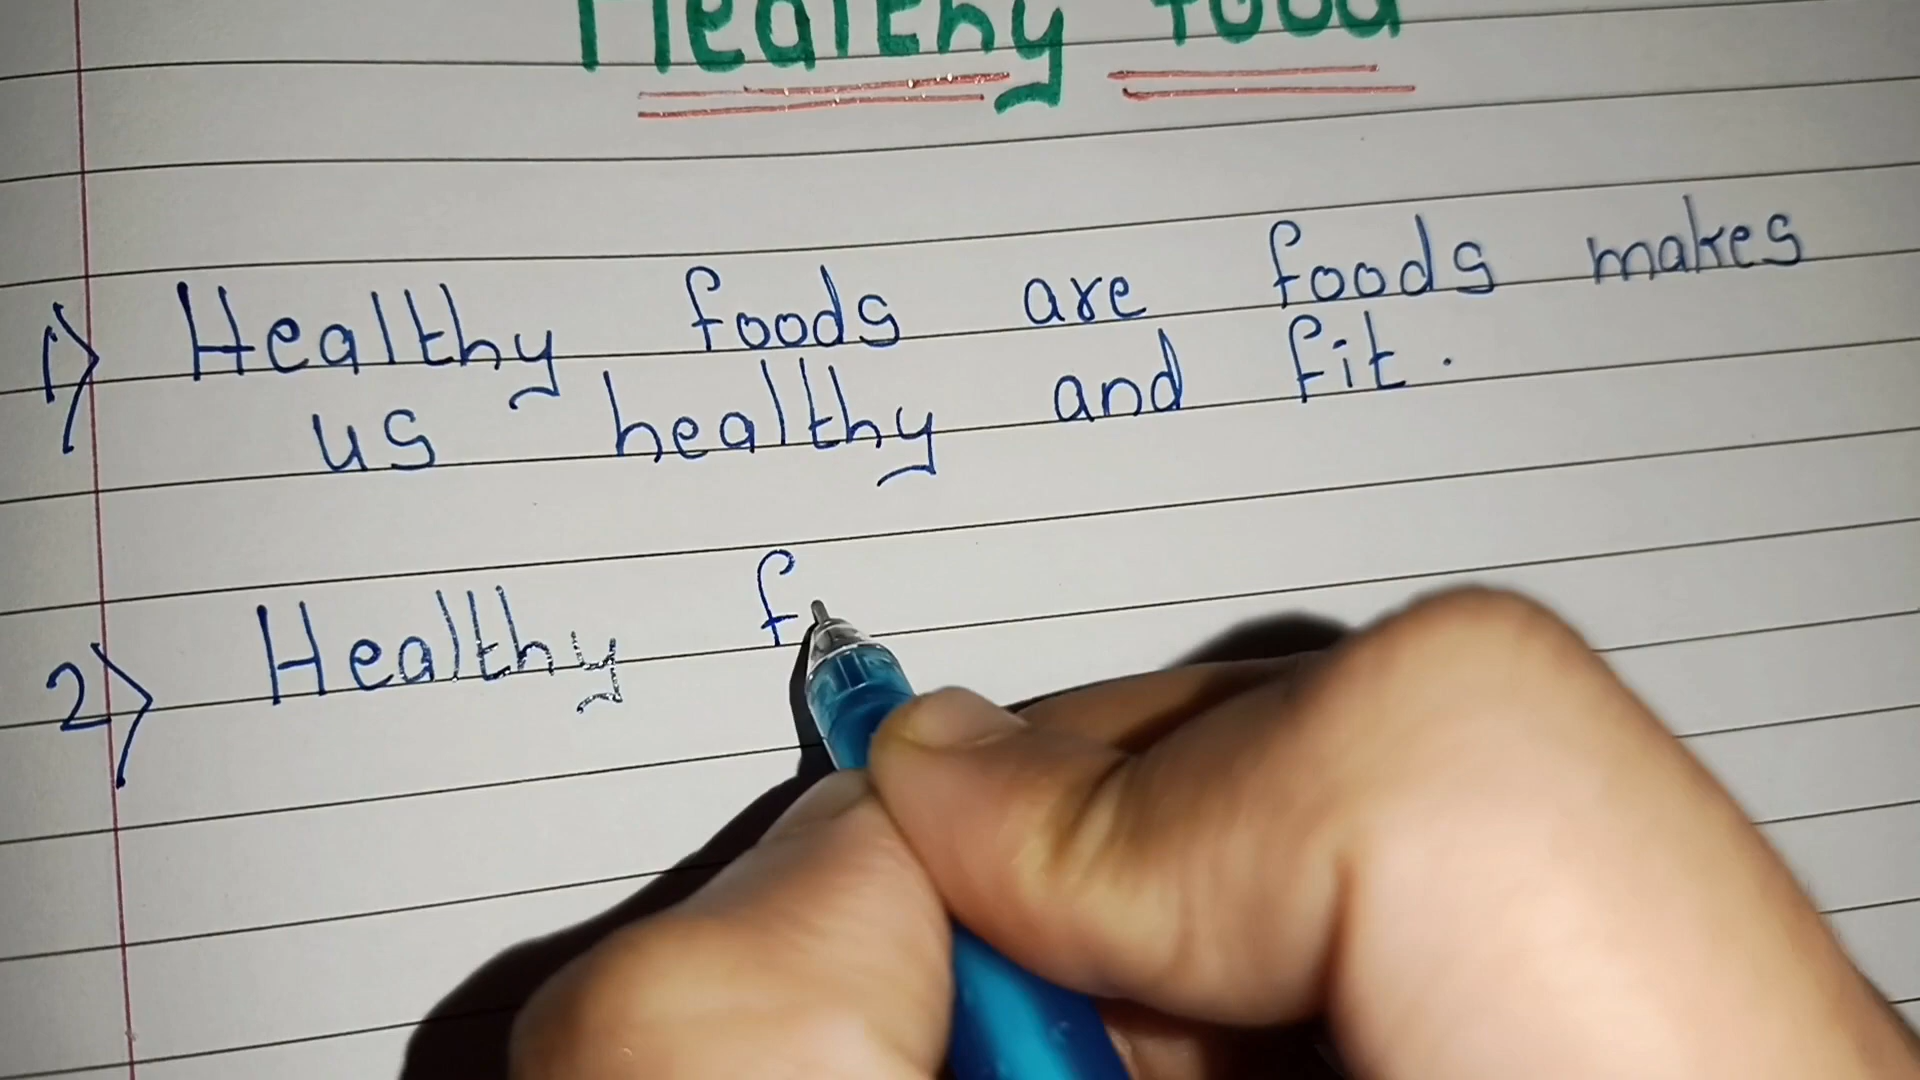 Healthy food
1) Healthy foods are foods makes
us healthy and fit.
2) Healthy f